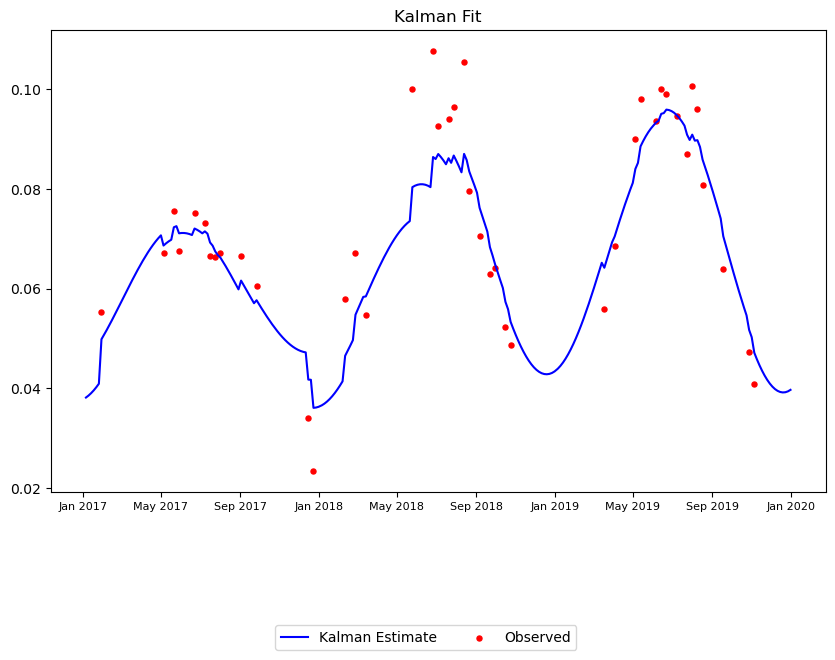 Kalman Fit
0.10
0.08
0.06
0.04
0.02
Jan 2017 May 2017 Sep 2017 Jan 2018 May 2018 Sep 2018 Jan 2019 May 2019 Sep 2019 Jan 2020
Kalman Estimate Observed